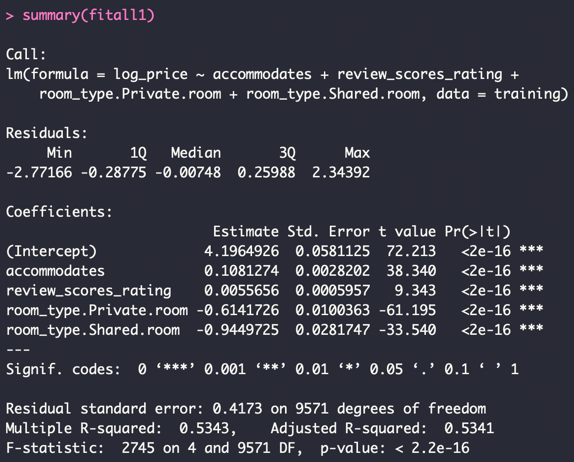 > summary(fitall1)
Call:
lm(formula = log_price ~ accommodates + review_scores_rating +
    room_type.Private.room + room_type.Shared.room, data = training)
Residuals:
     Min       1Q   Median       3Q      Max
-2.77166 -0.28775 -0.00748  0.25988  2.34392
Coefficients:
                         Estimate Std. Error t value Pr(>|t|)
(Intercept)             4.1964926  0.0581125  72.213   <2e-16 ***
accommodates            0.1081274  0.0028202  38.340   <2e-16 ***
review_scores_rating    0.0055656  0.0005957   9.343   <2e-16 ***
room_type.Private.room -0.6141726  0.0100363 -61.195   <2e-16 ***
room_type.Shared.room  -0.9449725  0.0281747 -33.540   <2e-16 ***
---
Signif. codes:  0 ‘***’ 0.001 ‘**’ 0.01 ‘*’ 0.05 ‘.’ 0.1 ‘ ’ 1
Residual standard error: 0.4173 on 9571 degrees of freedom
Multiple R-squared:  0.5343,    Adjusted R-squared:  0.5341
F-statistic:  2745 on 4 and 9571 DF,  p-value: < 2.2e-16